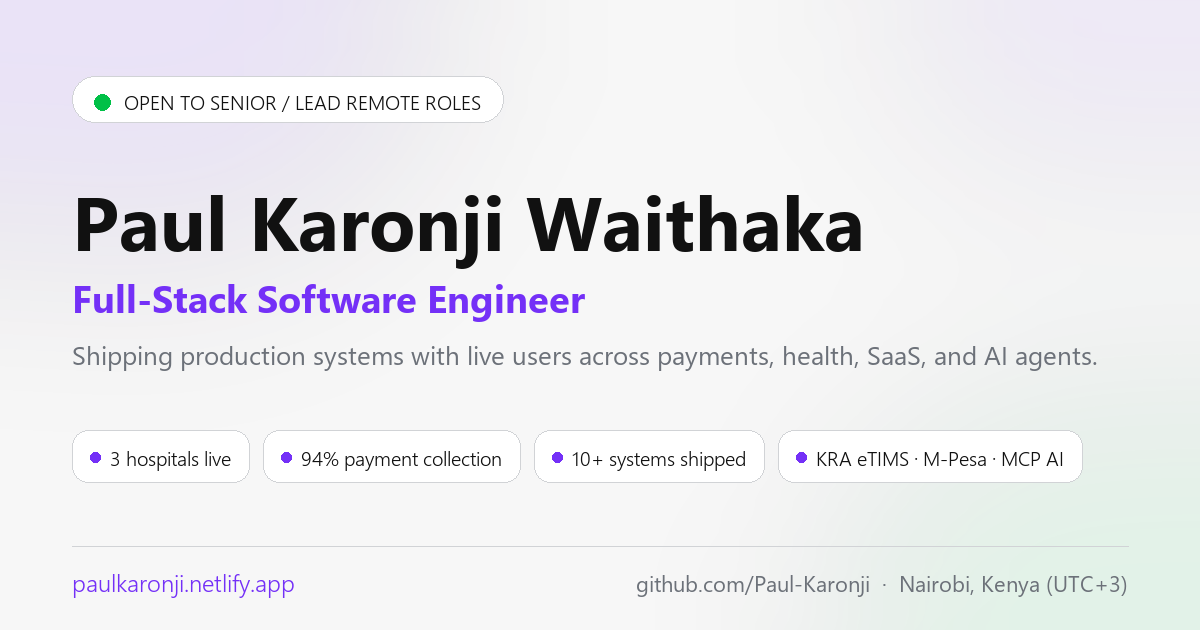 OPEN TO SENIOR / LEAD REMOTE ROLES
Paul Karonji Waithaka
Full-Stack Software Engineer
Shipping production systems with live users across payments, health, SaaS, and AI agents.
3 hospitals live
94% payment collection
10+ systems shipped
KRA eTIMS · M-Pesa · MCP AI
paulkaronji.netlify.app
github.com/Paul-Karonji · Nairobi, Kenya (UTC+3)